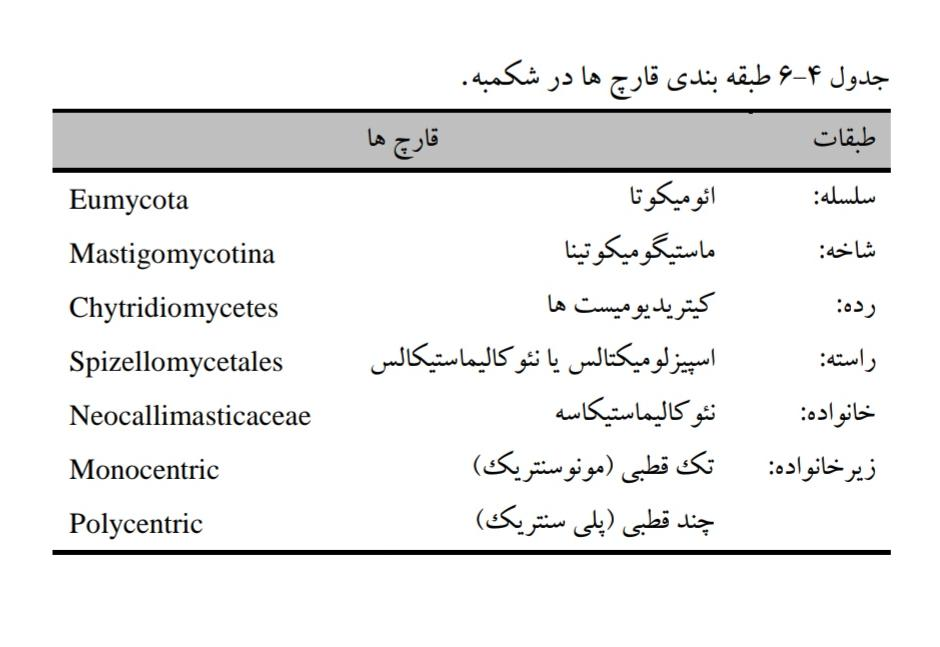 جدول ۴-۶ طبقه بندی قارچ ها در شکمبه.
طبقات قارچ ها
سلسله: ائومیکوتا Eumycota
شاخه: ماستیگومیکوتینا Mastigomycotina
رده: کیتریدیومیست ها Chytridiomycetes
راسته: اسپیزلومیکتالس یا نئوکالیماستیکالس Spizellomycetales
خانواده: نئوکالیماستیکاسه Neocallimasticaceae
زیرخانواده: تک قطبی (مونوسنتریک) Monocentric
چند قطبی (پلی سنتریک) Polycentric